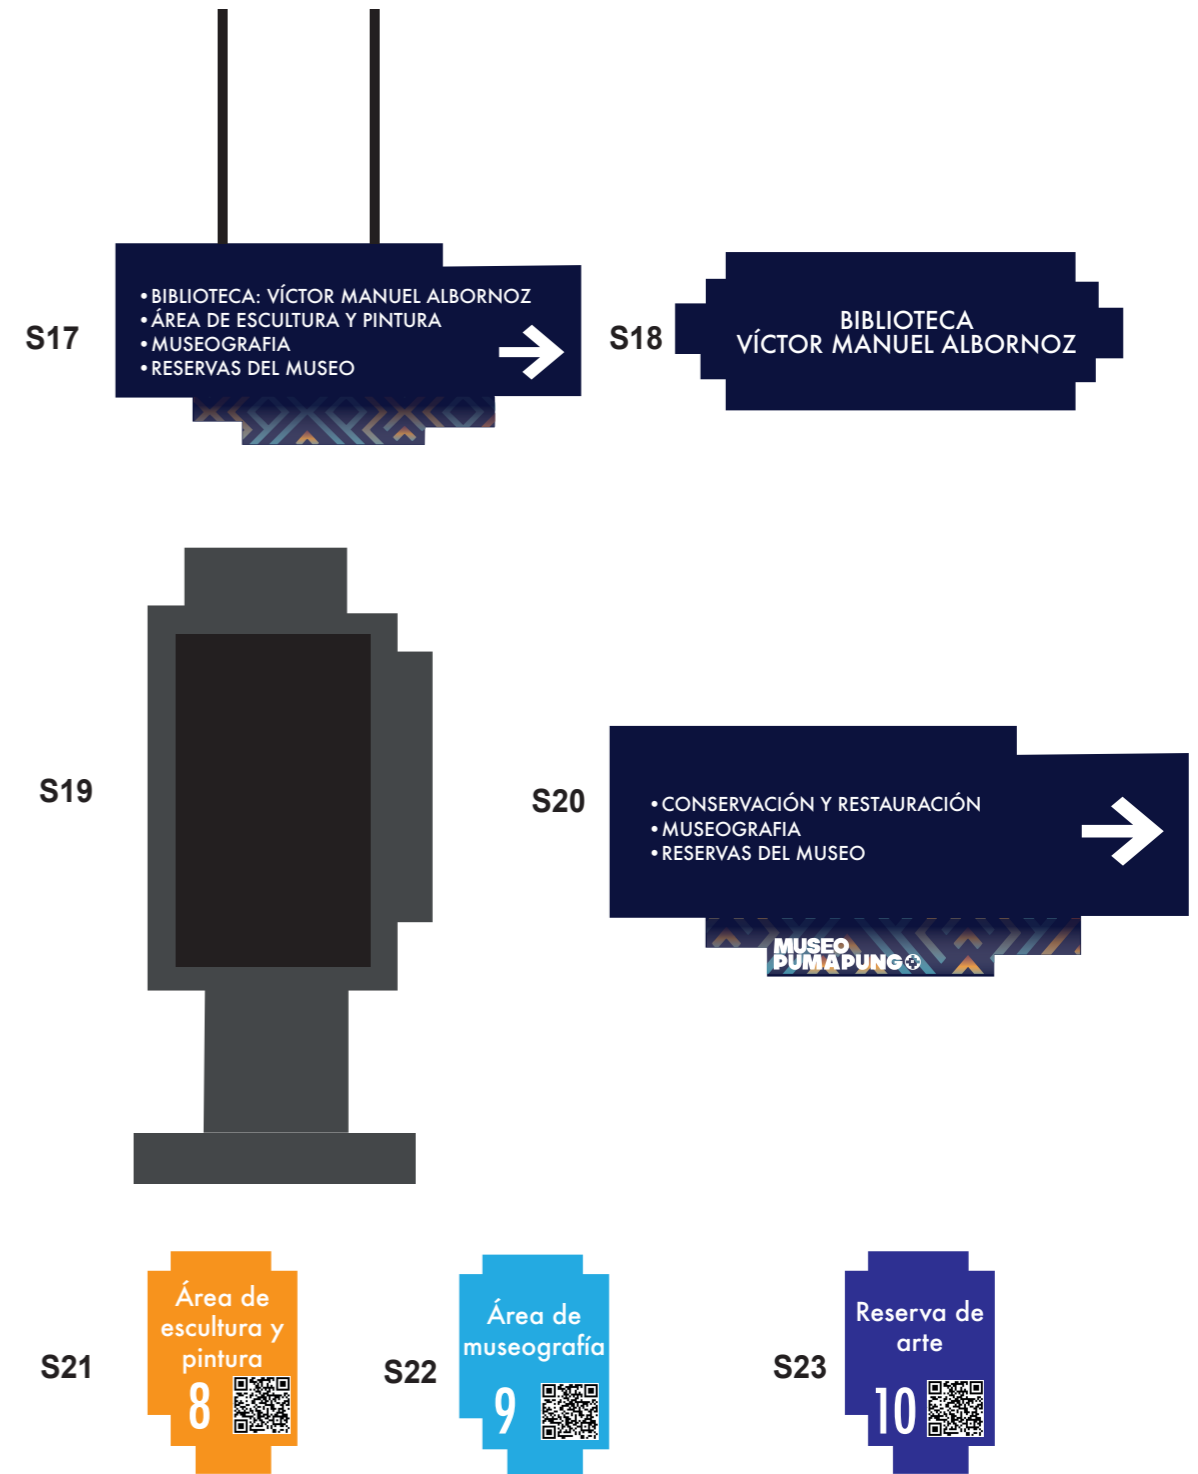 S17
•BIBLIOTECA: VÍCTOR MANUEL ALBORNOZ
•ÁREA DE ESCULTURA Y PINTURA
•MUSEOGRAFIA
•RESERVAS DEL MUSEO
S18
BIBLIOTECA
VÍCTOR MANUEL ALBORNOZ
S19
S20
•CONSERVACIÓN Y RESTAURACIÓN
•MUSEOGRAFIA
•RESERVAS DEL MUSEO
MUSEO
PUMAPUNGO
S21
Área de
escultura y
pintura
8
S22
Área de
museografía
9
S23
Reserva de
arte
10